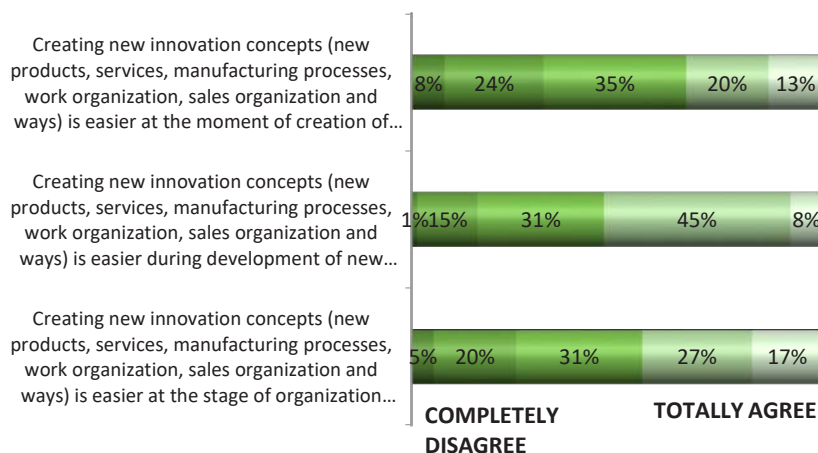 Creating new innovation concepts (new
products, services, manufacturing processes,
work organization, sales organization and
ways) is easier at the moment of creation of…
8% 24% 35% 20% 13%
Creating new innovation concepts (new
products, services, manufacturing processes,
work organization, sales organization and
ways) is easier during development of new…
1% 15% 31% 45% 8%
Creating new innovation concepts (new
products, services, manufacturing processes,
work organization, sales organization and
ways) is easier at the stage of organization…
5% 20% 31% 27% 17%
COMPLETELY
DISAGREE
TOTALLY AGREE